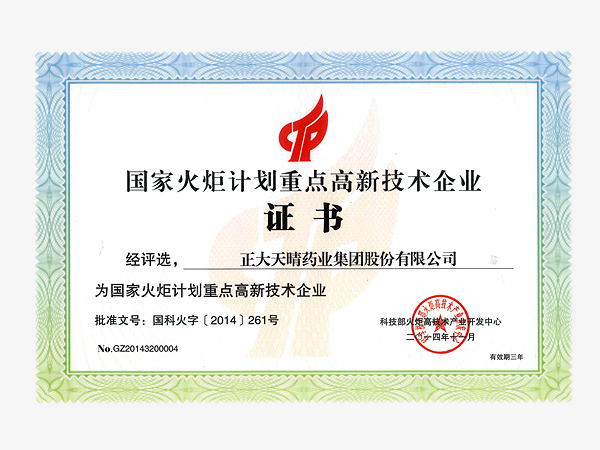 国家火炬计划重点高新技术企业
证书
经评选, 正大天晴药业集团股份有限公司
为国家火炬计划重点高新技术企业
批准文号：国科火字〔2014〕261号
科技部火炬高技术产业开发中心
No.GZ20143200004
二〇一四年十一月
有效期三年